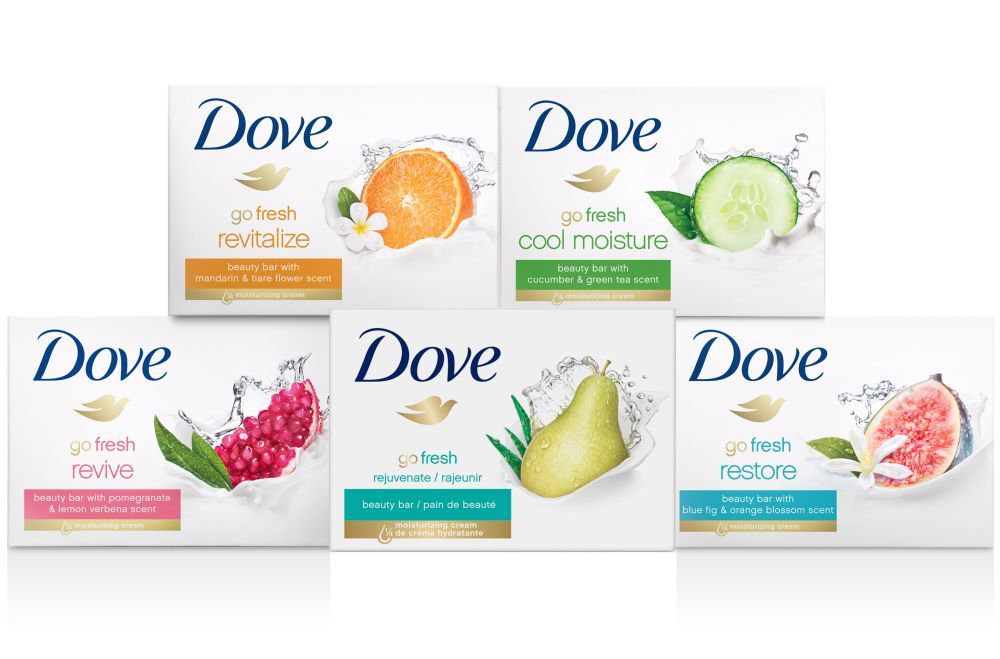 Dove
go fresh
revitalize
beauty bar with
mandarin & tiare flower scent
¼ moisturizing cream
Dove
go fresh
cool moisture
beauty bar with
cucumber & green tea scent
¼ moisturizing cream
Dove
go fresh
revive
beauty bar with pomegranate
& lemon verbena scent
¼ moisturizing cream
Dove
go fresh
rejuvenate / rajeunir
beauty bar / pain de beauté
¼ moisturizing cream
de crème hydratante
Dove
go fresh
restore
beauty bar with
blue fig & orange blossom scent
¼ moisturizing cream